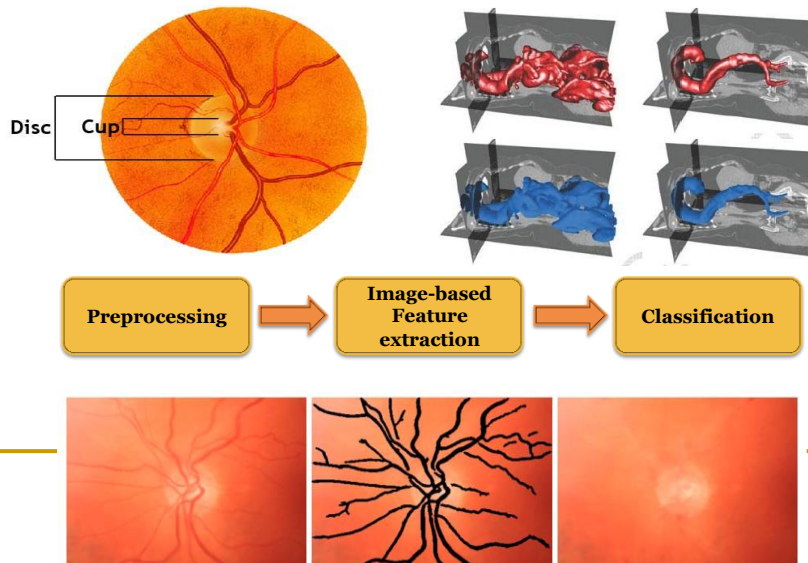 Disc
Cup
Preprocessing
Image-based
Feature
extraction
Classification